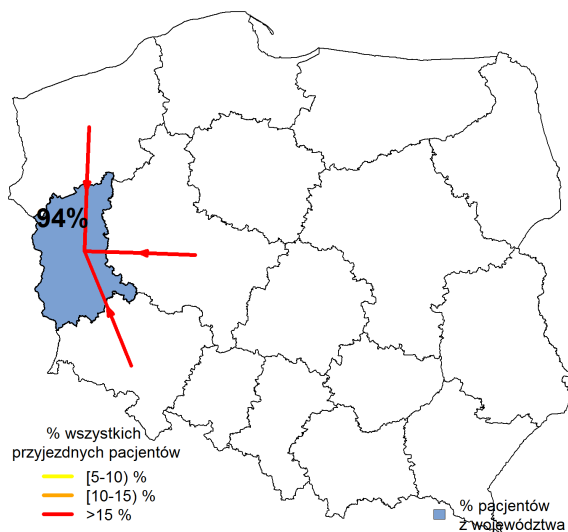 94%
% wszystkich
przyjezdnych pacjentów
[5-10) %
[10-15) %
>15 %
% pacjentów
z województwa